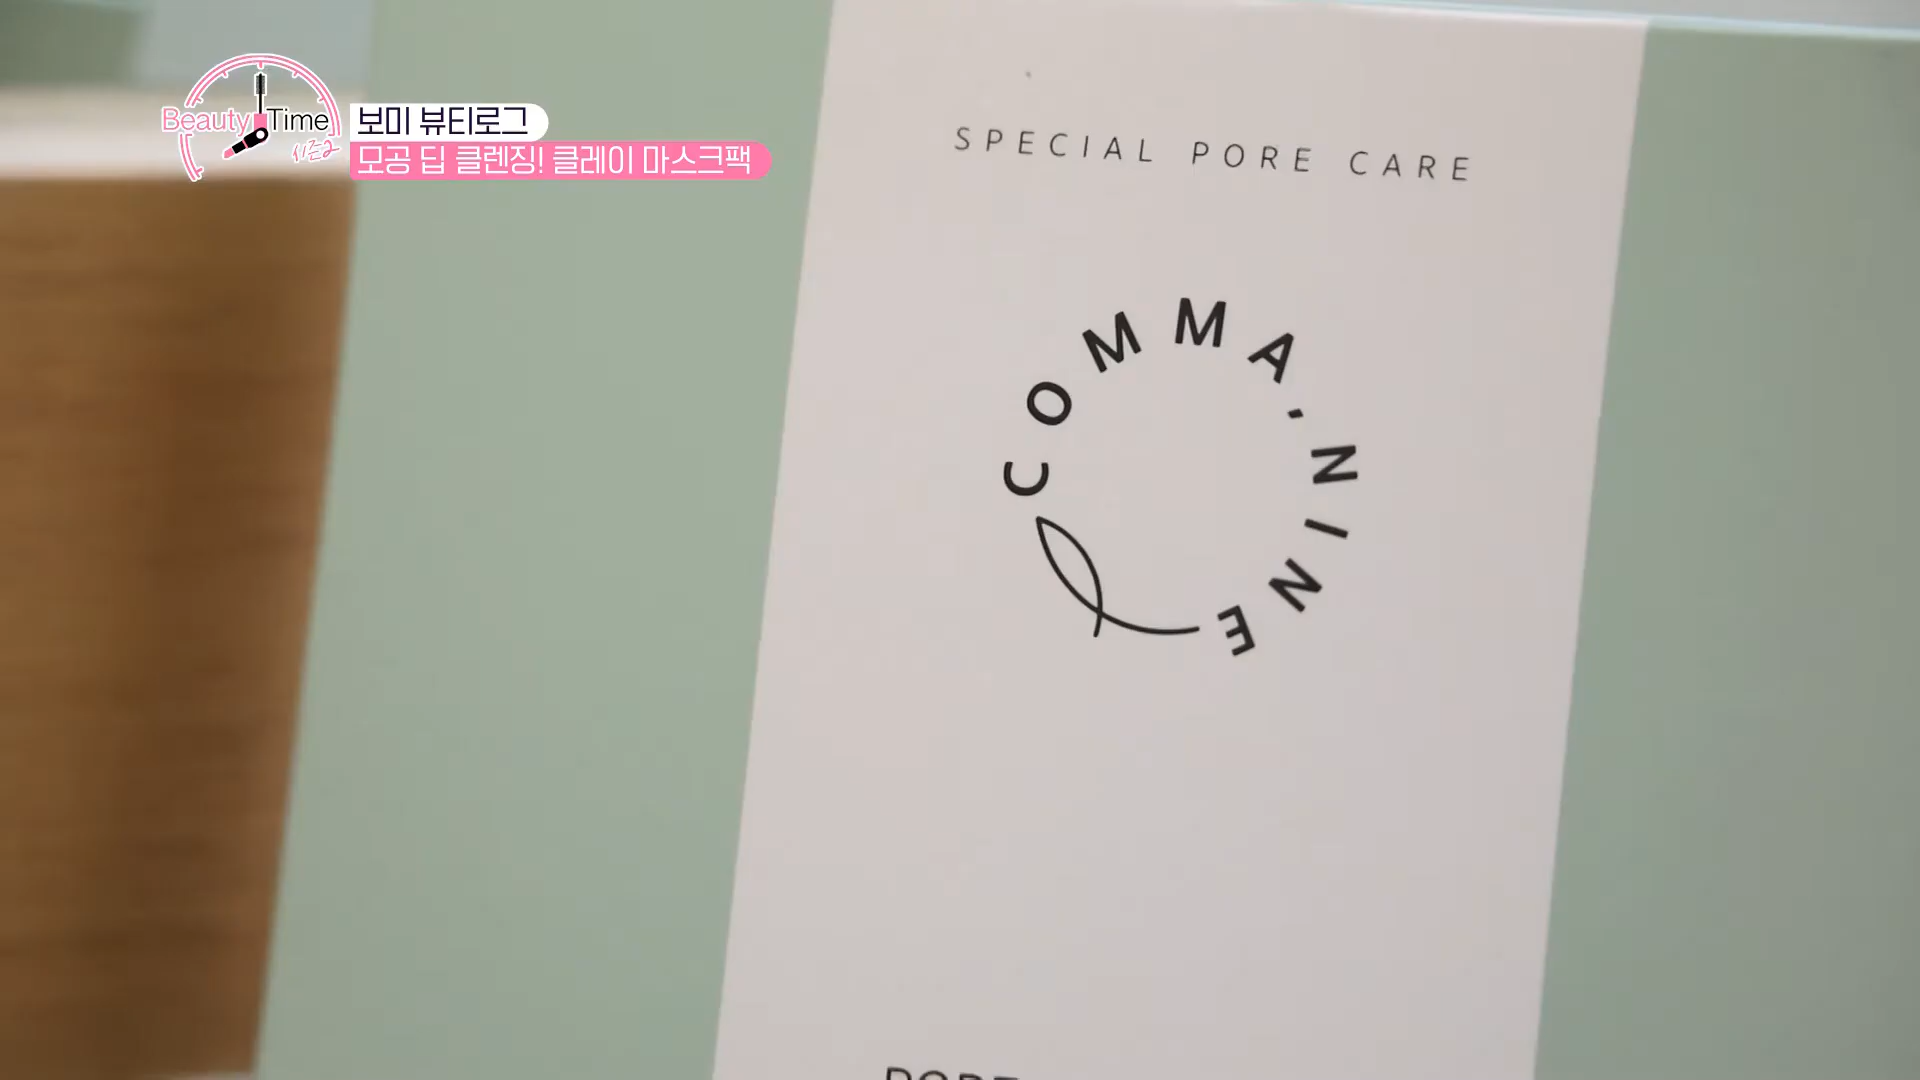 Beauty Time
시즌2
보미 뷰티로그
모공 딥 클렌징! 클레이 마스크팩
SPECIAL PORE CARE
COMMA,NINE